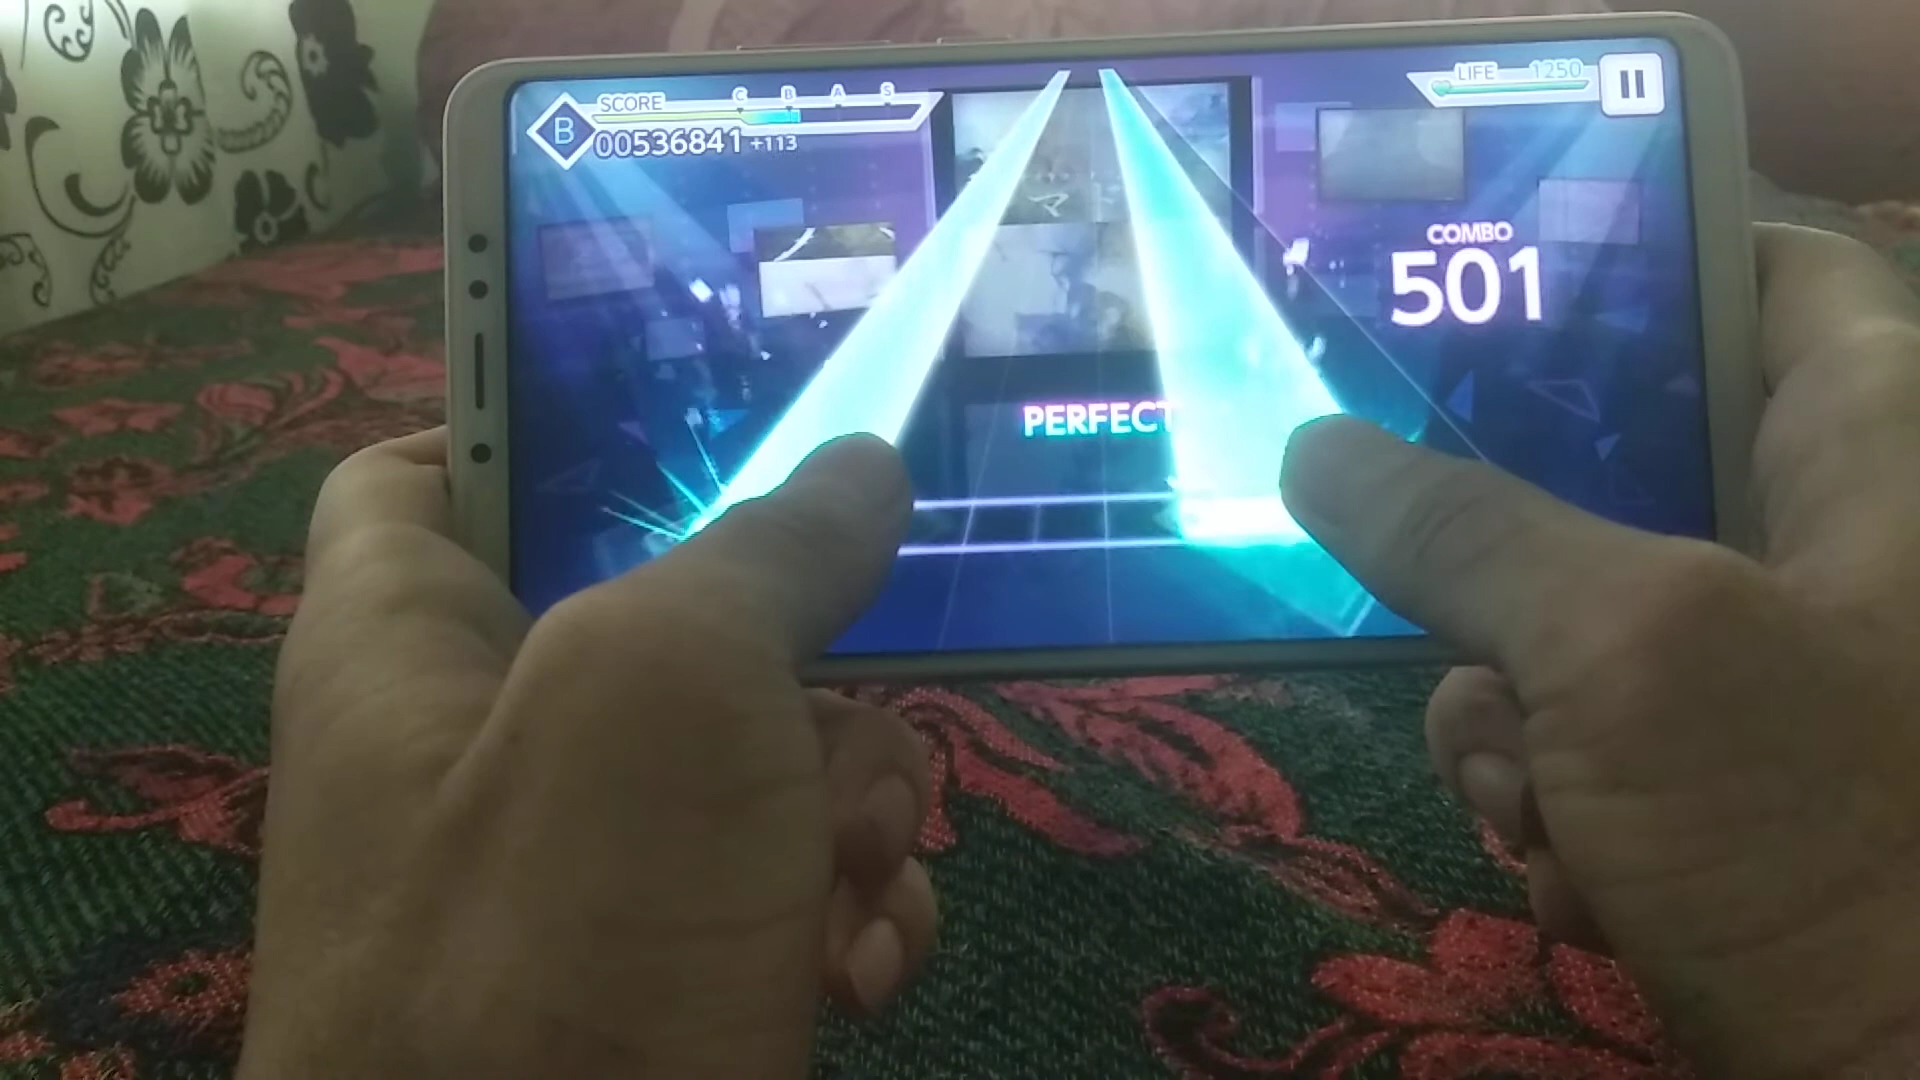 SCORE
C B A S
B
00536841 +113
LIFE 1250
COMBO
501
PERFECT